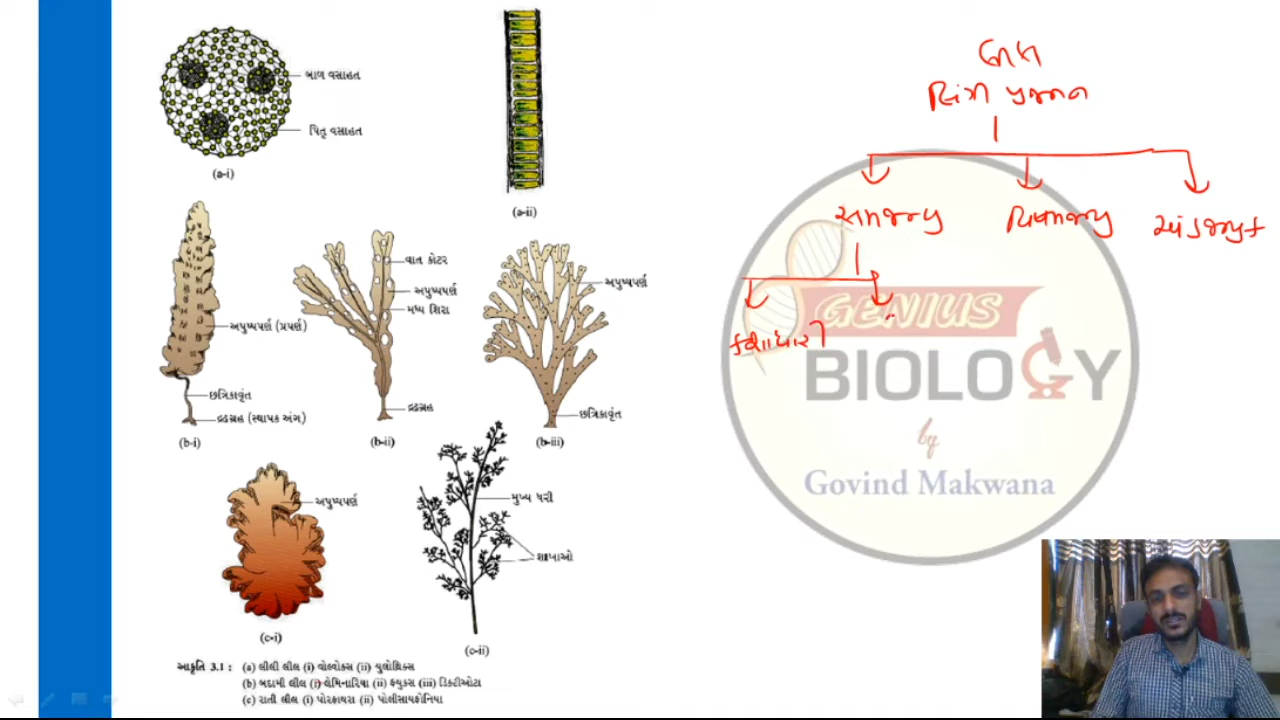 બાળ વસાહત
પિતૃ વસાહત
(a-i)
(a-ii)
વાત કોટર
અપુષ્પપર્ણ
મધ્ય શિરા
અપુષ્પપર્ણ
અપુષ્પપર્ણ (પ્રપર્ણ)
છત્રિકાવૃંત
દ્રઢગ્રહ (સ્થાપક અંગ)
દ્રઢગ્રહ
છત્રિકાવૃંત
(b-i)
(b-ii)
(b-iii)
અપુષ્પપર્ણ
મુખ્ય ધરી
શાખાઓ
(c-i)
(c-ii)
આકૃતિ 3.1 : (a) લીલી લીલ (i) વોલ્વોક્સ (ii) યુલોથ્રિક્સ
(b) બદામી લીલ (i) લેમિનારિયા (ii) ફ્યુક્સ (iii) ડિક્ટીઓટા
(c) રાતી લીલ (i) પોરફાયરા (ii) પોલીસાયફોનિયા
લિંગી પ્રજનન
સમજન્યુ
વિષમજન્યુ
અંડજન્યુક
કશાધારી
GENIUS
BIOLOGY
by
Govind Makwana